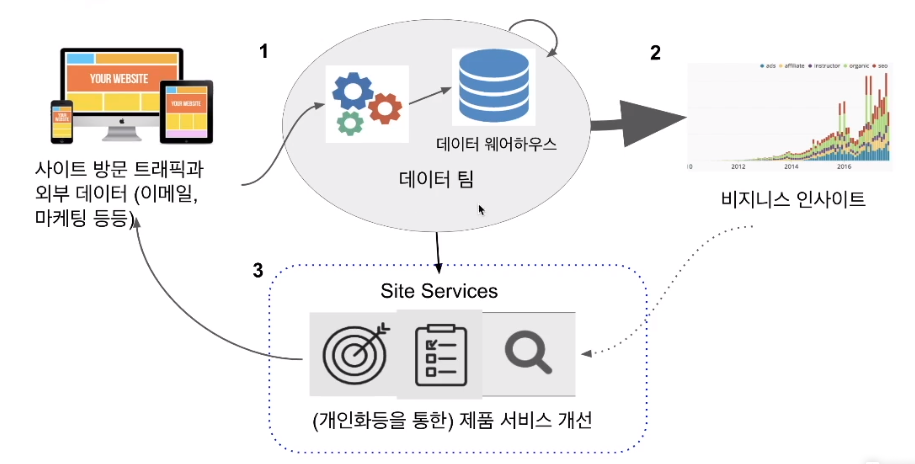 1
2
YOUR WEBSITE
YOUR WEBSITE
데이터 웨어하우스
데이터 팀
사이트 방문 트래픽과
외부 데이터 (이메일,
마케팅 등등)
ads affiliate instructor organic seo
2012 2014 2016
비지니스 인사이트
3
Site Services
(개인화등을 통한) 제품 서비스 개선